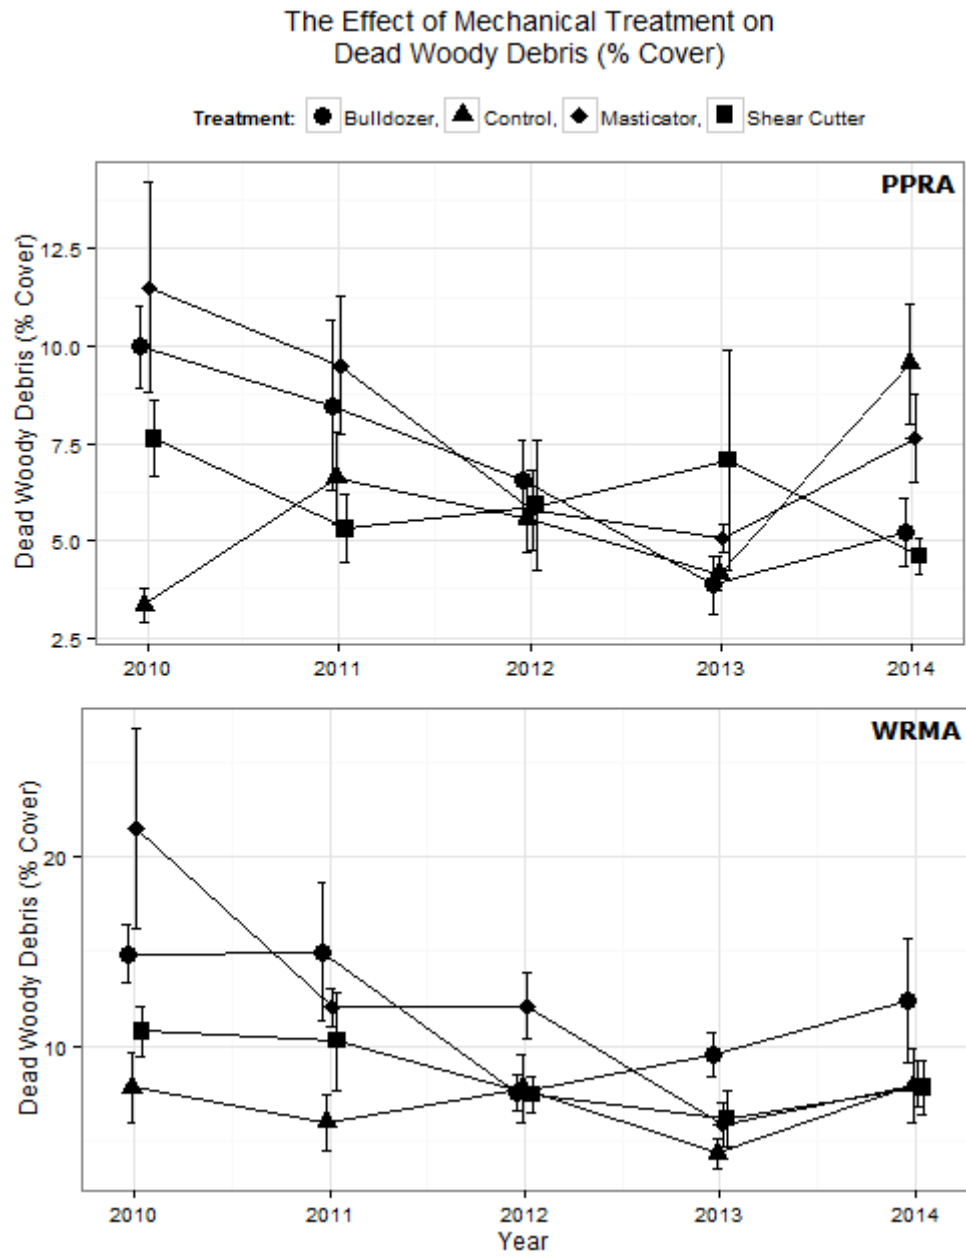 The Effect of Mechanical Treatment on
Dead Woody Debris (% Cover)
Treatment: Bulldozer, Control, Masticator, Shear Cutter
PPRA
Dead Woody Debris (% Cover)
12.5
10.0
7.5
5.0
2.5
2010 2011 2012 2013 2014
WRMA
Dead Woody Debris (% Cover)
20
10
2010 2011 2012 2013 2014
Year